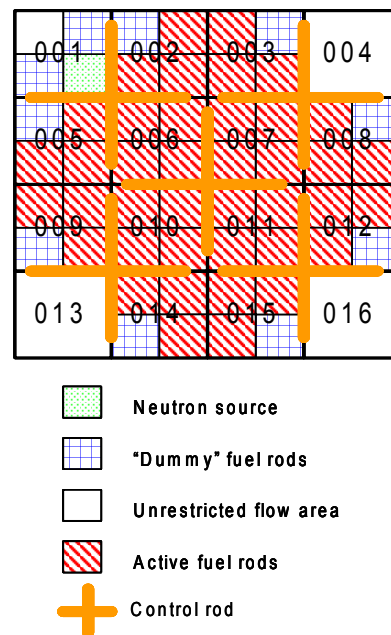 001 002 003 004
005 006 007 008
009 010 011 012
013 014 015 016
Neutron source
“Dummy” fuel rods
Unrestricted flow area
Active fuel rods
Control rod